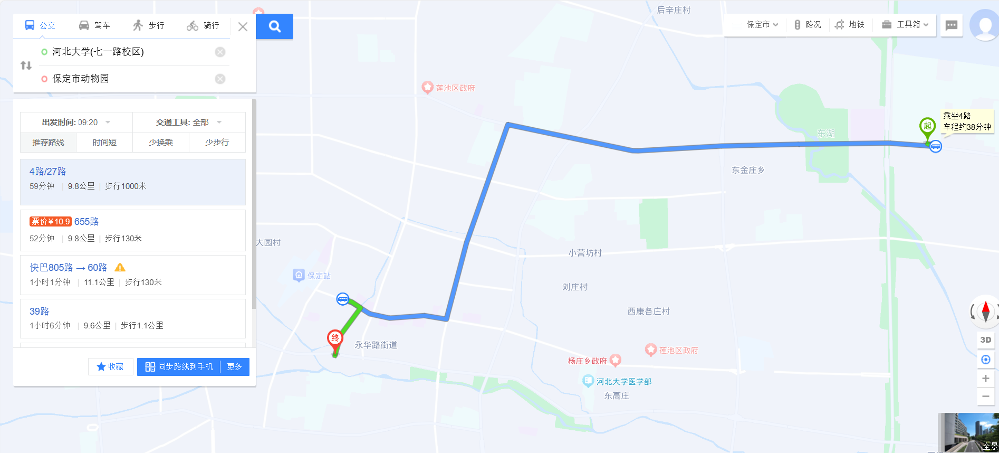 公交
驾车
步行
骑行
河北大学(七一路校区)
保定市动物园
出发时间: 09:20
交通工具: 全部
推荐路线
时间短
少换乘
少步行
4路/27路
59分钟 | 9.8公里 | 步行1000米
票价¥10.9 655路
52分钟 | 9.8公里 | 步行130米
快巴805路 → 60路
1小时1分钟 | 11.1公里 | 步行130米
39路
1小时6分钟 | 9.6公里 | 步行1.1公里
收藏
同步路线到手机
更多
保定市
路况
地铁
工具箱
后辛庄村
莲池区政府
东湖
起
乘坐4路
车程约38分钟
东金庄乡
大园村
小营坊村
保定站
刘庄村
西康各庄村
终
永华路街道
莲池区政府
杨庄乡政府
河北大学医学部
东高庄
3D
全景